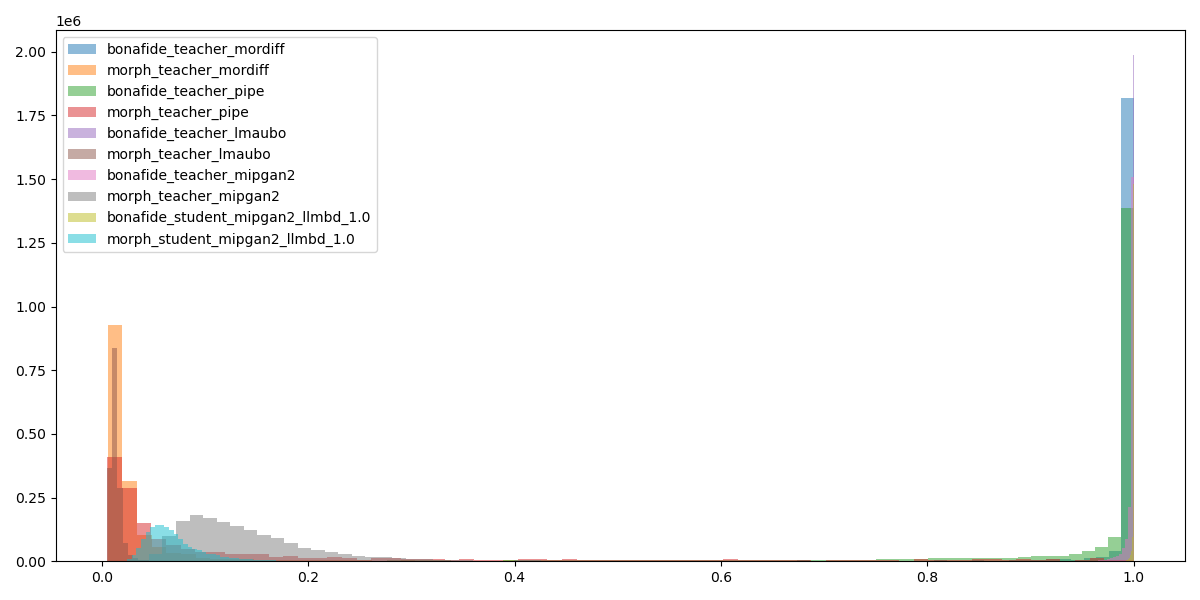 1e6
2.00
1.75
1.50
1.25
1.00
0.75
0.50
0.25
0.00
bonafide_teacher_mordiff
morph_teacher_mordiff
bonafide_teacher_pipe
morph_teacher_pipe
bonafide_teacher_lmaubo
morph_teacher_lmaubo
bonafide_teacher_mipgan2
morph_teacher_mipgan2
bonafide_student_mipgan2_llmbd_1.0
morph_student_mipgan2_llmbd_1.0
0.0 0.2 0.4 0.6 0.8 1.0